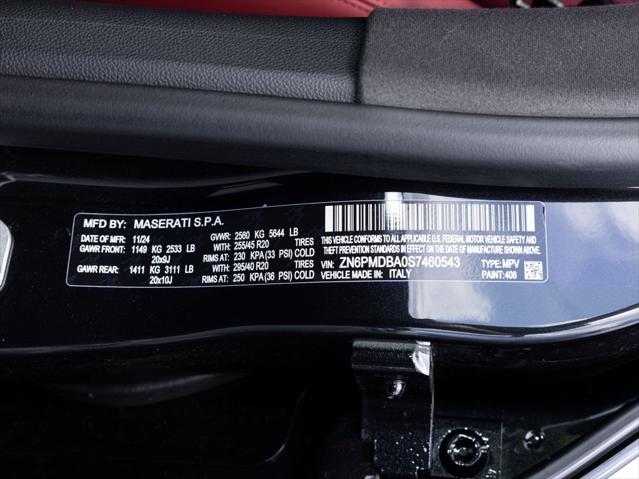 MFD BY: MASERATI S.P.A.
DATE OF MFD: 11/24 GVWR: 2560 KG 5644 LB
GAWR FRONT: 1149 KG 2533 LB WITH: 255/45 R20 TIRES
20x9J RIMS AT: 230 KPA (33 PSI) COLD
GAWR REAR: 1411 KG 3111 LB WITH: 295/40 R20 TIRES
20x10J RIMS AT: 250 KPA (36 PSI) COLD
THIS VEHICLE CONFORMS TO ALL APPLICABLE U.S. FEDERAL MOTOR VEHICLE SAFETY
AND THEFT PREVENTION STANDARDS IN EFFECT ON THE DATE OF MANUFACTURE SHOWN ABOVE.
VIN: ZN6PMDBA0S7460543 TYPE: MPV
MADE IN: ITALY PAINT: 408